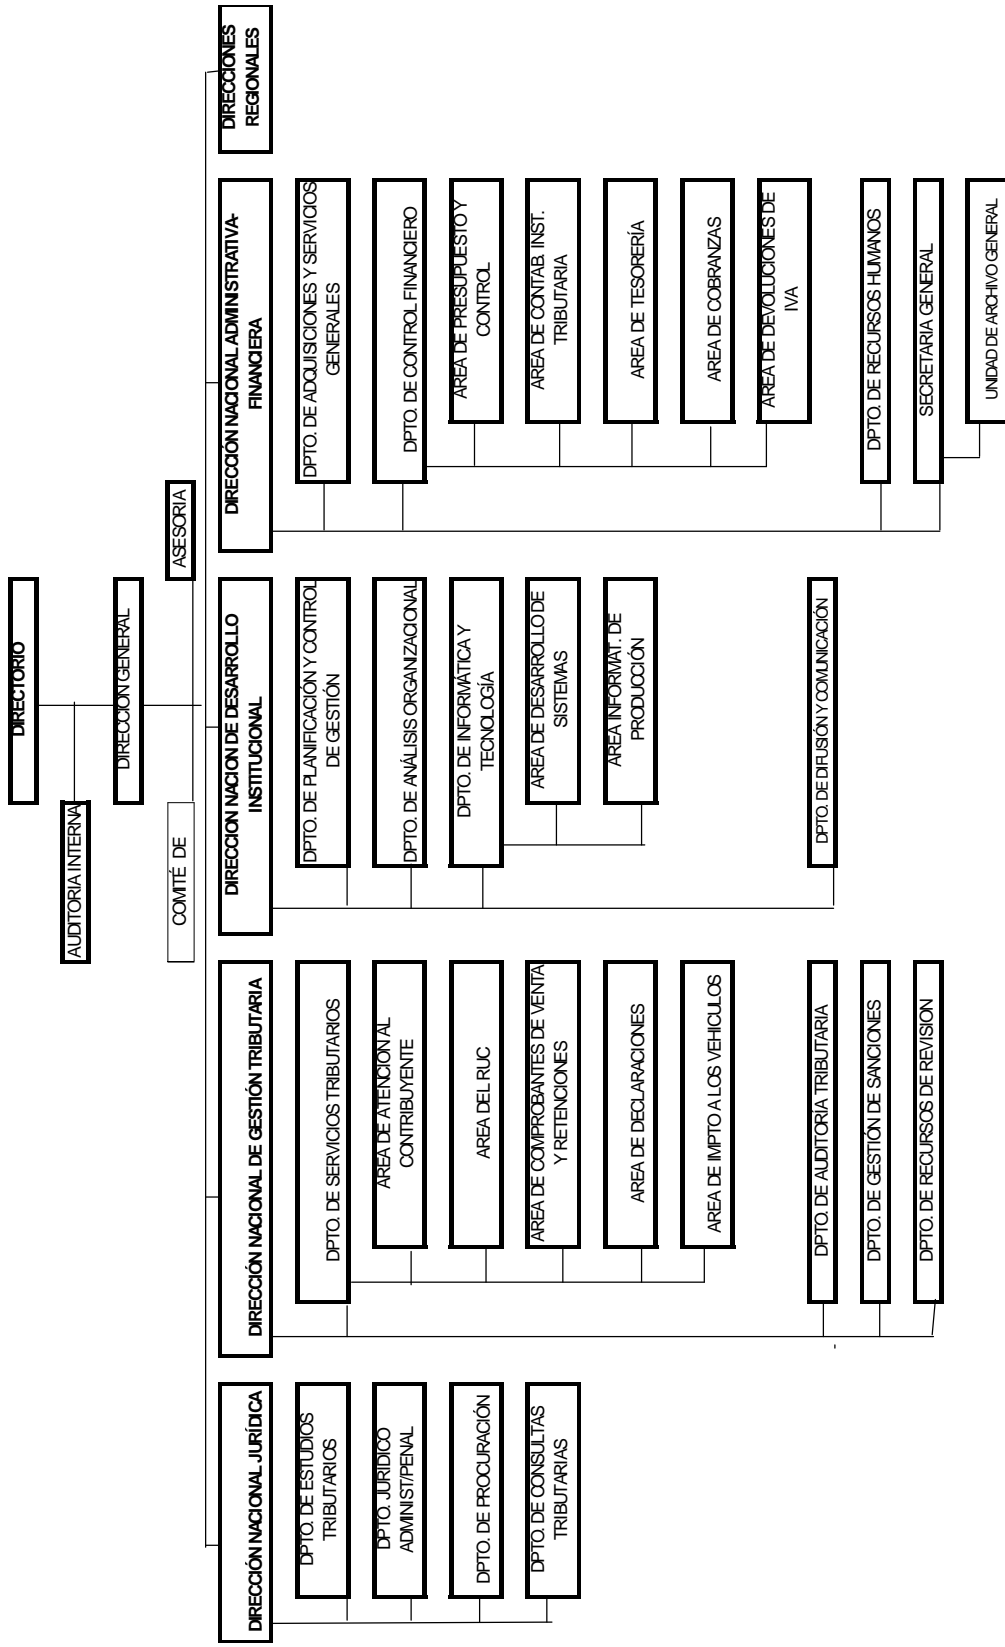 DIRECTORIO
AUDITORIA INTERNA
DIRECCION GENERAL
COMITÉ DE
ASESORIA
DIRECCIÓN NACIONAL JURÍDICA
DPTO. DE ESTUDIOS
TRIBUTARIOS
DPTO. JURIDICO
ADMINIST/PENAL
DPTO. DE PROCURACIÓN
DPTO. DE CONSULTAS
TRIBUTARIAS
DIRECCIÓN NACIONAL DE GESTIÓN TRIBUTARIA
DPTO. DE SERVICIOS TRIBUTARIOS
AREA DE ATENCION AL
CONTRIBUYENTE
AREA DEL RUC
AREA DE COMPROBANTES DE VENTA
Y RETENCIONES
AREA DE DECLARACIONES
AREA DE IMPTO A LOS VEHICULOS
DPTO. DE AUDITORÍA TRIBUTARIA
DPTO. DE GESTIÓN DE SANCIONES
DPTO. DE RECURSOS DE REVISION
DIRECCION NACION DE DESARROLLO
INSTITUCIONAL
DPTO. DE PLANIFICACIÓN Y CONTROL
DE GESTIÓN
DPTO. DE ANÁLISIS ORGANIZACIONAL
DPTO. DE INFORMÁTICA Y
TECNOLOGÍA
AREA DE DESARROLLO DE
SISTEMAS
AREA INFORMAT. DE
PRODUCCIÓN
DPTO. DE DIFUSIÓN Y COMUNICACIÓN
DIRECCIÓN NACIONAL ADMINISTRATIVA-
FINANCIERA
DPTO. DE ADQUISICIONES Y SERVICIOS
GENERALES
DPTO. DE CONTROL FINANCIERO
AREA DE PRESUPUESTO Y
CONTROL
AREA DE CONTAB. INST.
TRIBUTARIA
AREA DE TESORERÍA
AREA DE COBRANZAS
AREA DE DEVOLUCIONES DE
IVA
DPTO. DE RECURSOS HUMANOS
SECRETARIA GENERAL
UNIDAD DE ARCHIVO GENERAL
DIRECCIONES
REGIONALES